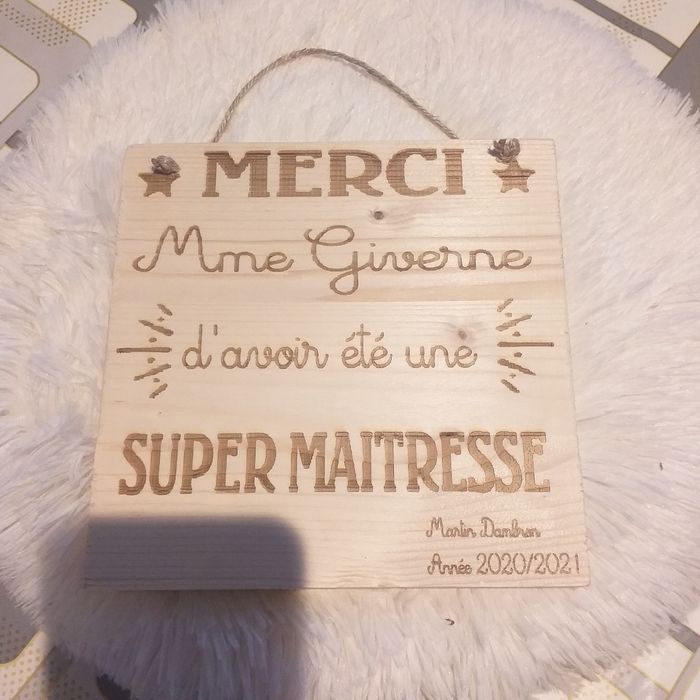 MERCI
Mme Giverne
d'avoir été une
SUPER MAITRESSE
Martin Dambron
Année 2020/2021